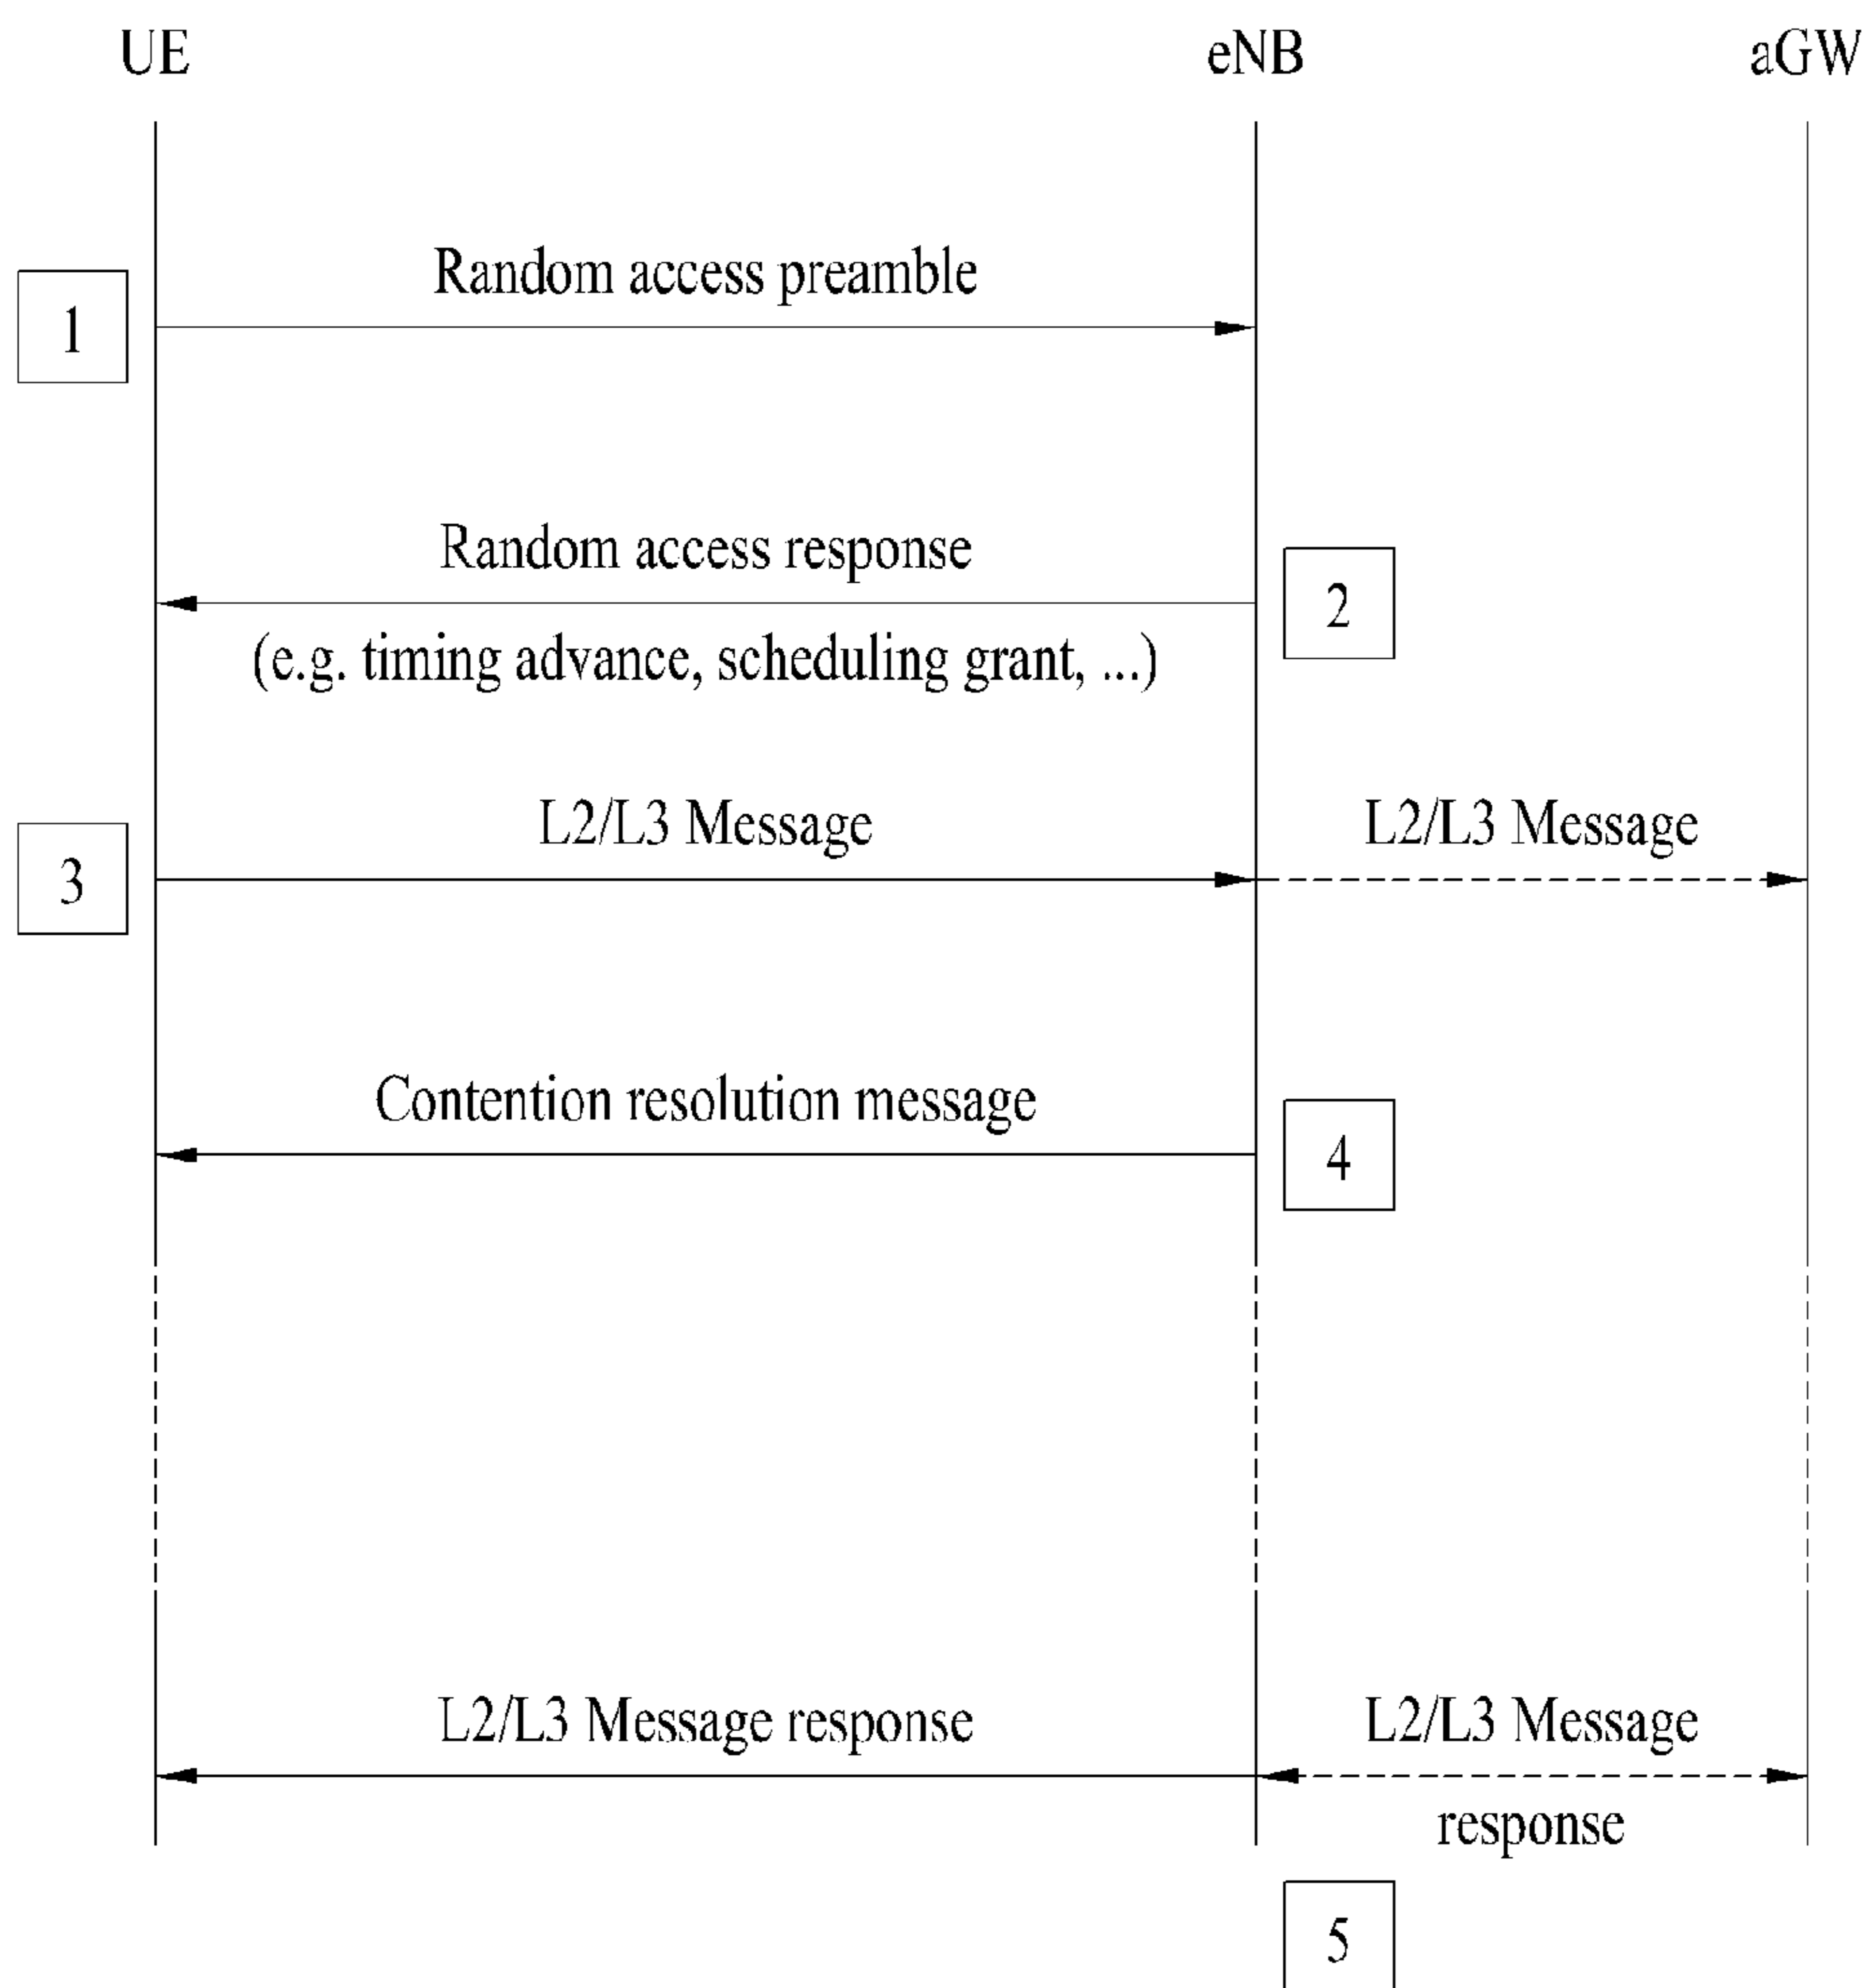 UE eNB aGW
Random access preamble
1
Random access response
2
(e.g. timing advance, scheduling grant, ...)
L2/L3 Message L2/L3 Message
3
Contention resolution message
4
L2/L3 Message response L2/L3 Message
response
5